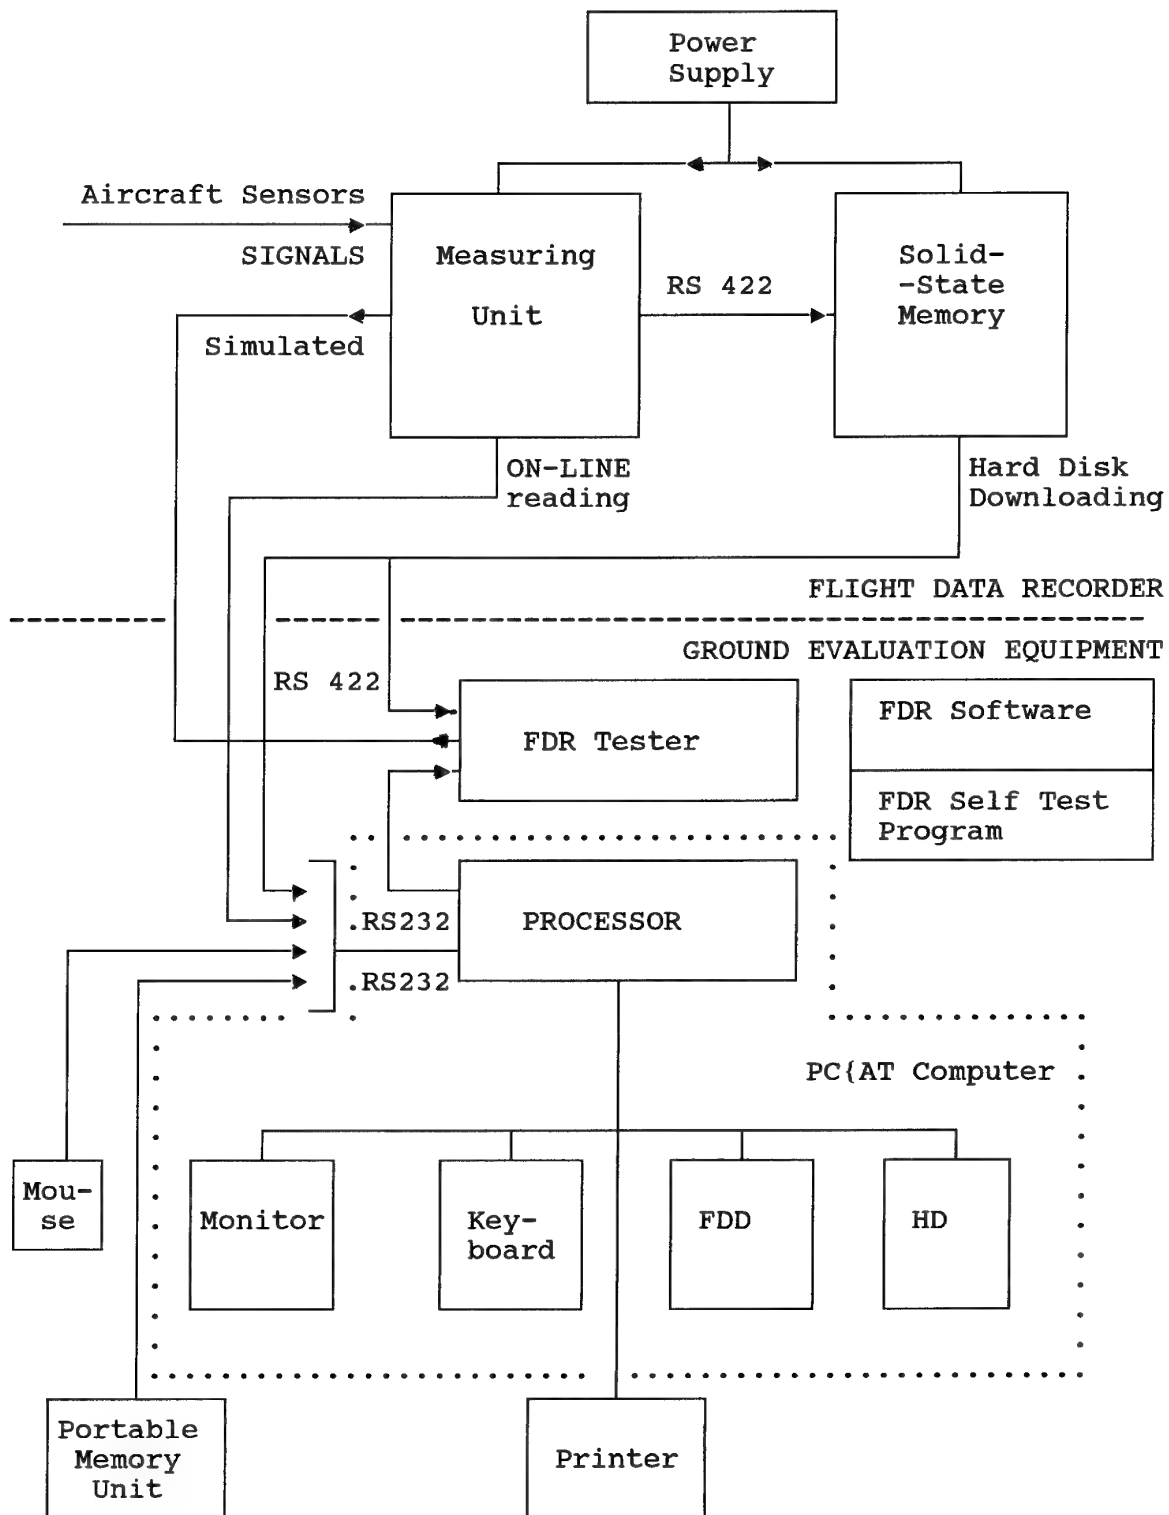 Power
Supply
Aircraft Sensors
SIGNALS
Simulated
Measuring
Unit
RS 422
Solid-
-State
Memory
ON-LINE
reading
Hard Disk
Downloading
FLIGHT DATA RECORDER
GROUND EVALUATION EQUIPMENT
RS 422
FDR Tester
FDR Software
FDR Self Test
Program
RS232
PROCESSOR
RS232
PC{AT Computer
Mou-
se
Monitor
Key-
board
FDD
HD
Portable
Memory
Unit
Printer